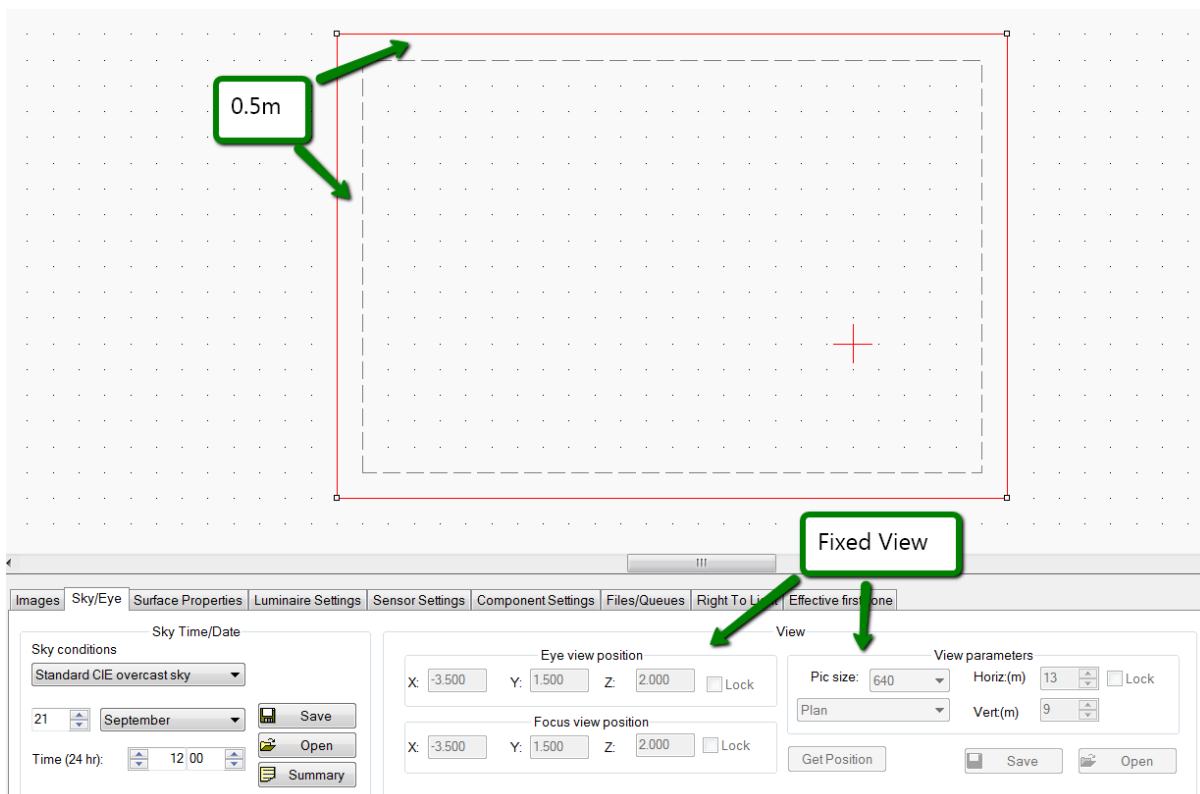 0.5m
Fixed View
Images Sky/Eye Surface Properties Luminaire Settings Sensor Settings Component Settings Files/Queues Right To Effective first
Sky Time/Date
Sky conditions
Standard CIE overcast sky
21 September
Save
Time (24 hr): 12 00
Open
Summary
View
Eye view position
X: -3.500 Y: 1.500 Z: 2.000 Lock
Focus view position
X: -3.500 Y: 1.500 Z: 2.000 Lock
View parameters
Pic size: 640 Horiz:(m) 13 Lock
Plan Vert:(m) 9
Get Position Save Open